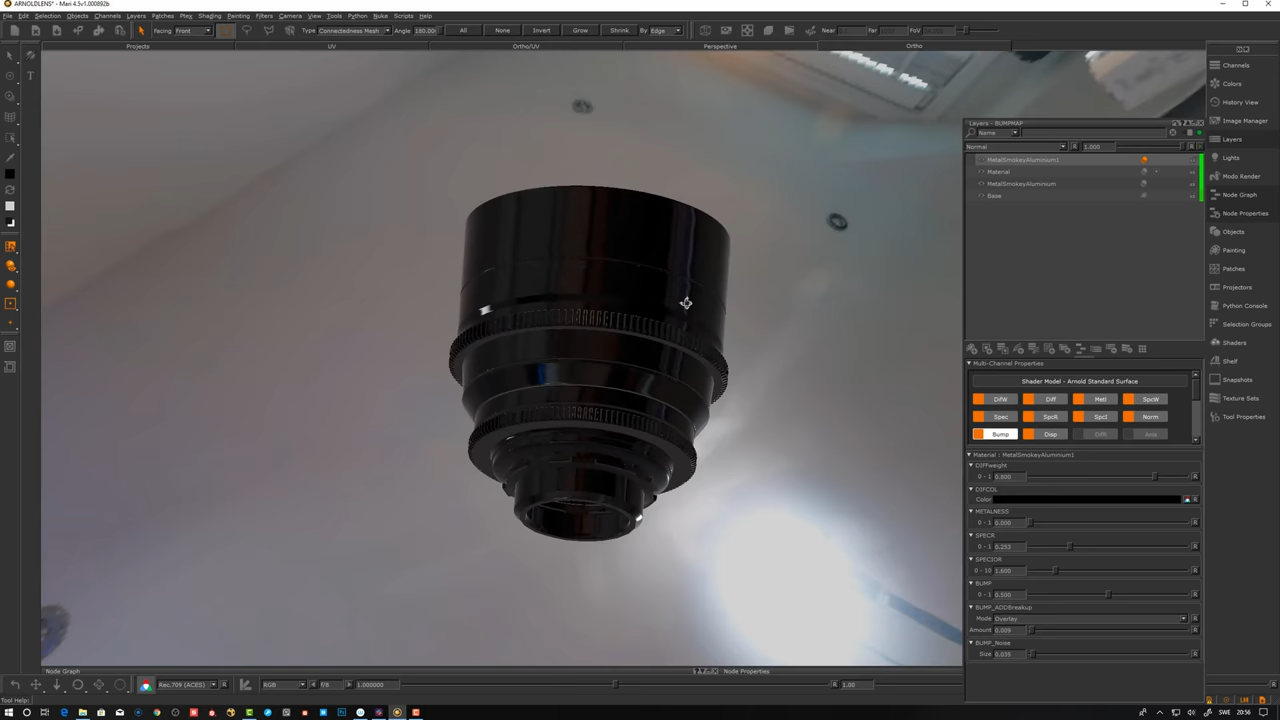 ARNOLDLENS* - Mari 4.5v1.000892b
File Edit Selection Objects Channels Layers Patches Ptex Shading Painting Filters Camera View Tools Python Nuke Scripts Help
Facing Front Type Connectedness Mesh Angle 180.00 All None Invert Grow Shrink By Edge Near Far FoV
Projects UV Ortho/UV Perspective Ortho
Channels
Colors
History View
Image Manager
Layers
Lights
Modo Render
Node Graph
Node Properties
Objects
Painting
Patches
Projectors
Python Console
Selection Groups
Shaders
Shelf
Snapshots
Texture Sets
Tool Properties
Layers - BUMPMAP
Name
Normal R 1.000 R
MetalSmokeyAluminium1
Material
MetalSmokeyAluminium
Base
Multi-Channel Properties
Shader Model - Arnold Standard Surface
DifW Diff Metl SpcW
Spec SpcR SpcI Norm
Bump Disp DifR Anis
Material : MetalSmokeyAluminium1
DIFFweight
0 - 1 0.800 R
DIFCOL
Color R
METALNESS
0 - 1 0.000 R
SPECR
0 - 1 0.253 R
SPECIOR
0 - 10 1.600 R
BUMP
0 - 1 0.500 R
BUMP_ADDBreakup
Mode Overlay R
Amount 0.009 R
BUMP_Noise
Size 0.035 R
Node Graph Node Properties
Rec.709 (ACES) R RGB f/8 1.000000 R 1.00
Tool Help:
SWE 20:56